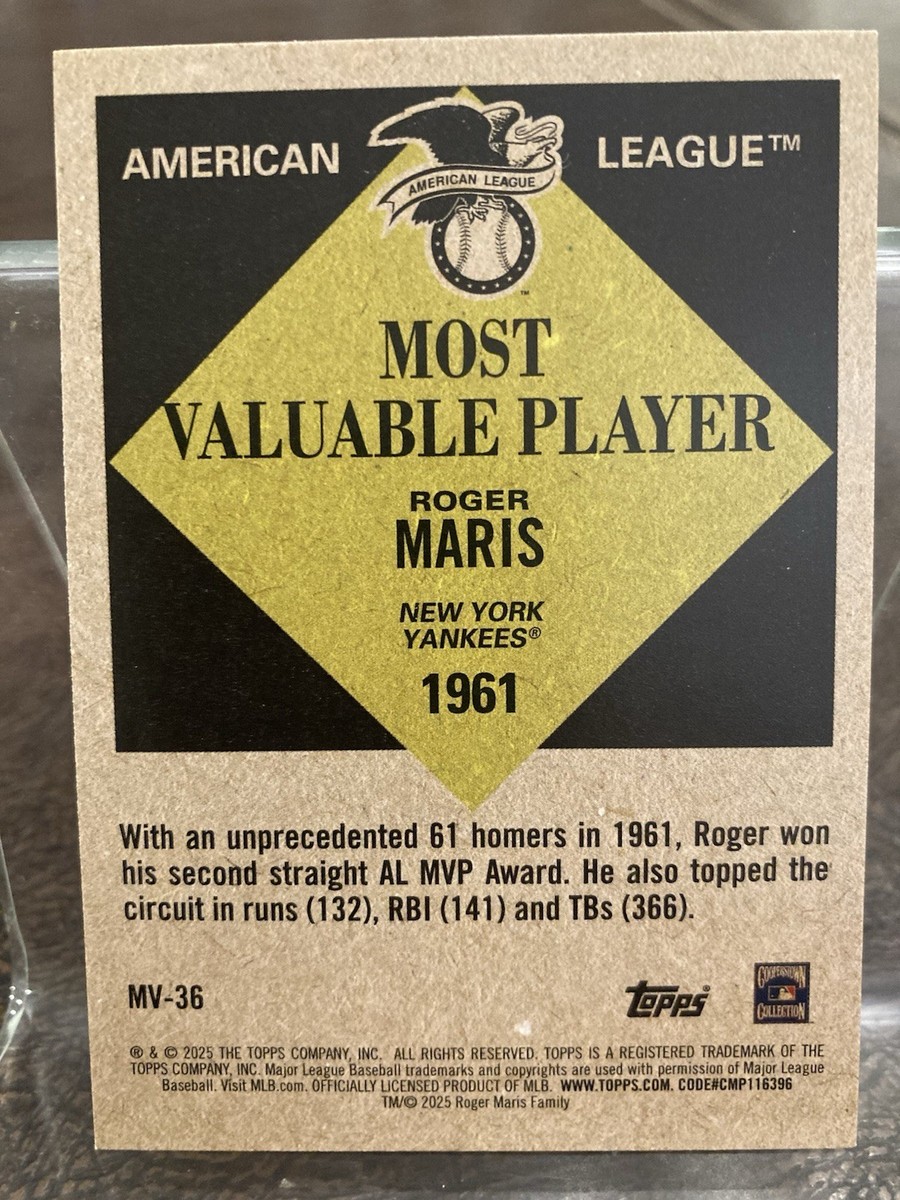 AMERICAN LEAGUE™
AMERICAN LEAGUE
™
MOST
VALUABLE PLAYER
ROGER
MARIS
NEW YORK
YANKEES®
1961
With an unprecedented 61 homers in 1961, Roger won
his second straight AL MVP Award. He also topped the
circuit in runs (132), RBI (141) and TBs (366).
MV-36
topps®
COOPERSTOWN
COLLECTION
® & © 2025 THE TOPPS COMPANY, INC. ALL RIGHTS RESERVED. TOPPS IS A REGISTERED TRADEMARK OF THE
TOPPS COMPANY, INC. Major League Baseball trademarks and copyrights are used with permission of Major League
Baseball. Visit MLB.com. OFFICIALLY LICENSED PRODUCT OF MLB. WWW.TOPPS.COM. CODE#CMP116396
TM/© 2025 Roger Maris Family